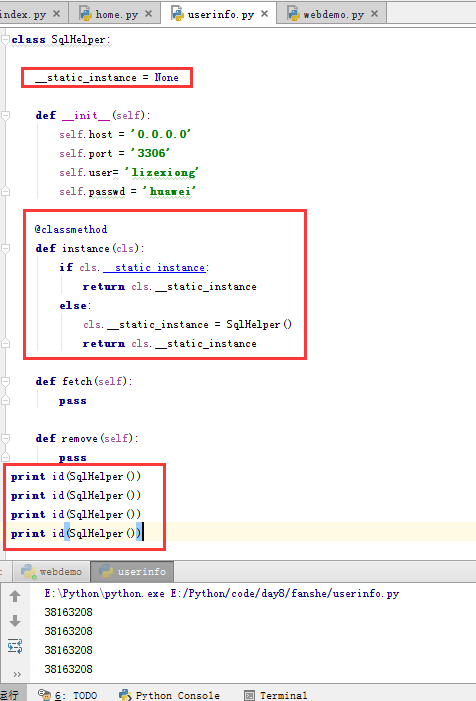 index.py × home.py × userinfo.py × webdemo.py ×
class SqlHelper:
__static_instance = None
def __init__(self):
self.host = '0.0.0.0'
self.port = '3306'
self.user= 'lizexiong'
self.passwd = 'huawei'
@classmethod
def instance(cls):
if cls.__static_instance:
return cls.__static_instance
else:
cls.__static_instance = SqlHelper()
return cls.__static_instance
def fetch(self):
pass
def remove(self):
pass
print id(SqlHelper())
print id(SqlHelper())
print id(SqlHelper())
print id(SqlHelper())
: webdemo userinfo
E:\Python\python.exe E:/Python/code/day8/fanshe/userinfo.py
38163208
38163208
38163208
38163208
运行 6: TODO Python Console Terminal